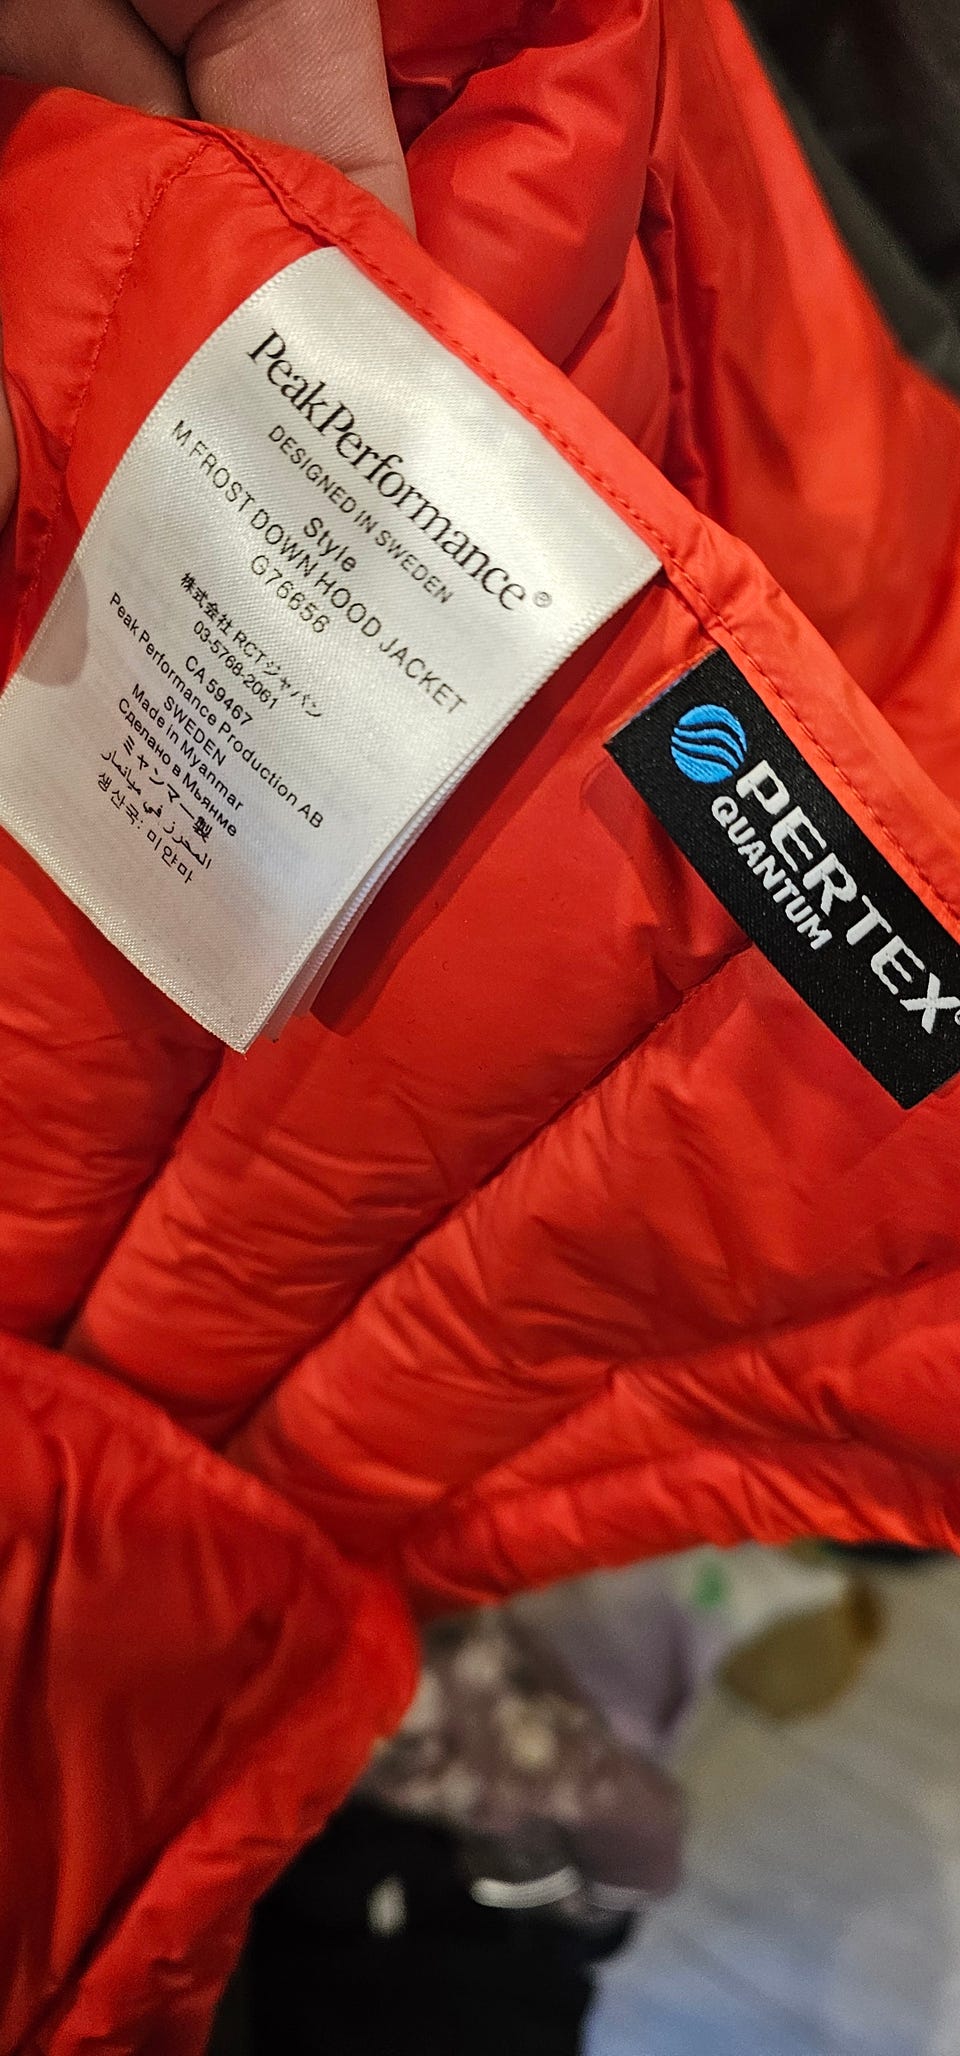 PeakPerformance®
DESIGNED IN SWEDEN
Style
M FROST DOWN HOOD JACKET
G76656
株式会社 RCTジャパン
03-5768-2061
CA 59467
Peak Performance Production AB
SWEDEN
Made in Myanmar
Сделано в Мьянме
ミャンマー製
المحرز في ميانمار
생산국: 미얀마
PERTEX
QUANTUM